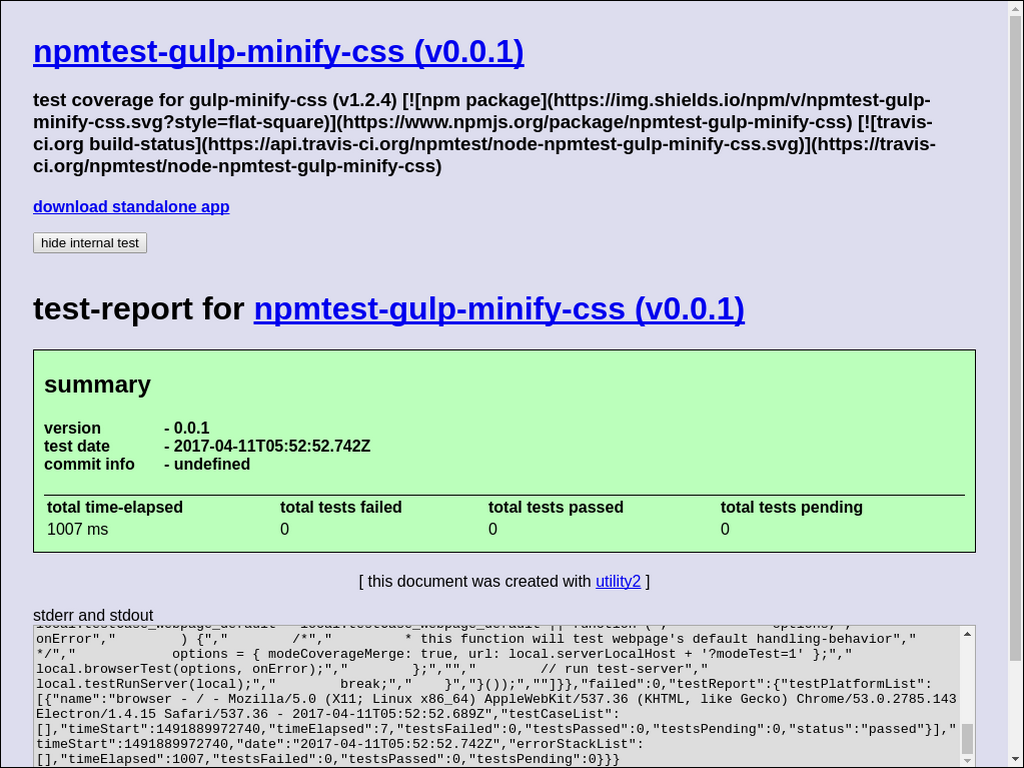 npmtest-gulp-minify-css (v0.0.1)
test coverage for gulp-minify-css (v1.2.4) [![npm package](https://img.shields.io/npm/v/npmtest-gulp-
minify-css.svg?style=flat-square)](https://www.npmjs.org/package/npmtest-gulp-minify-css) [![travis-
ci.org build-status](https://api.travis-ci.org/npmtest/node-npmtest-gulp-minify-css.svg)](https://travis-
ci.org/npmtest/node-npmtest-gulp-minify-css)
download standalone app
hide internal test
test-report for npmtest-gulp-minify-css (v0.0.1)
summary
version - 0.0.1
test date - 2017-04-11T05:52:52.742Z
commit info - undefined
total time-elapsed total tests failed total tests passed total tests pending
1007 ms 0 0 0
[ this document was created with utility2 ]
stderr and stdout
onError","        ) {","        /*","         * this function will test webpage's default handling-behavior","
*/","            options = { modeCoverageMerge: true, url: local.serverLocalHost + '?modeTest=1' };","
local.browserTest(options, onError);","        };","","        // run test-server","
local.testRunServer(local);","        break;","    }","}());",""]}},"failed":0,"testReport":{"testPlatformList":
[{"name":"browser - / - Mozilla/5.0 (X11; Linux x86_64) AppleWebKit/537.36 (KHTML, like Gecko) Chrome/53.0.2785.143
Electron/1.4.15 Safari/537.36 - 2017-04-11T05:52:52.689Z","testCaseList":
[],"timeStart":1491889972740,"timeElapsed":7,"testsFailed":0,"testsPassed":0,"testsPending":0,"status":"passed"}],"
timeStart":1491889972740,"date":"2017-04-11T05:52:52.742Z","errorStackList":
[],"timeElapsed":1007,"testsFailed":0,"testsPassed":0,"testsPending":0}}}